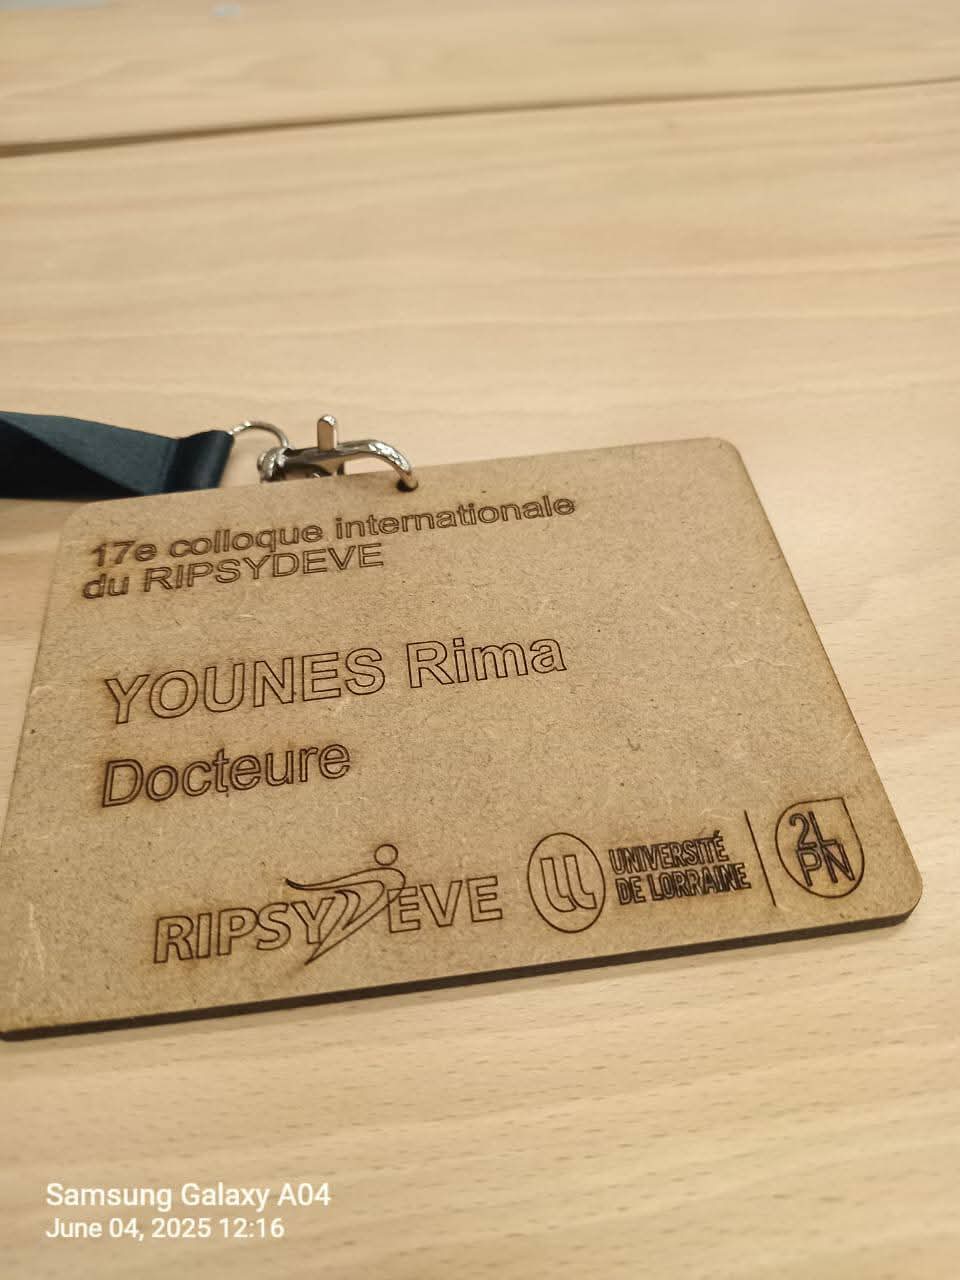 17e colloque internationale
du RIPSYDEVE
YOUNES Rima
Docteure
RIPSYDEVE
UNIVERSITÉ
DE LORRAINE
2L
PN
Samsung Galaxy A04
June 04, 2025 12:16